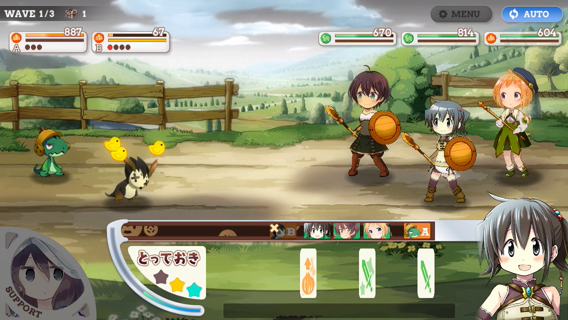 WAVE 1/3
1
MENU
AUTO
887
67
670
814
604
A
B
B
A
とっておき
SUPPORT